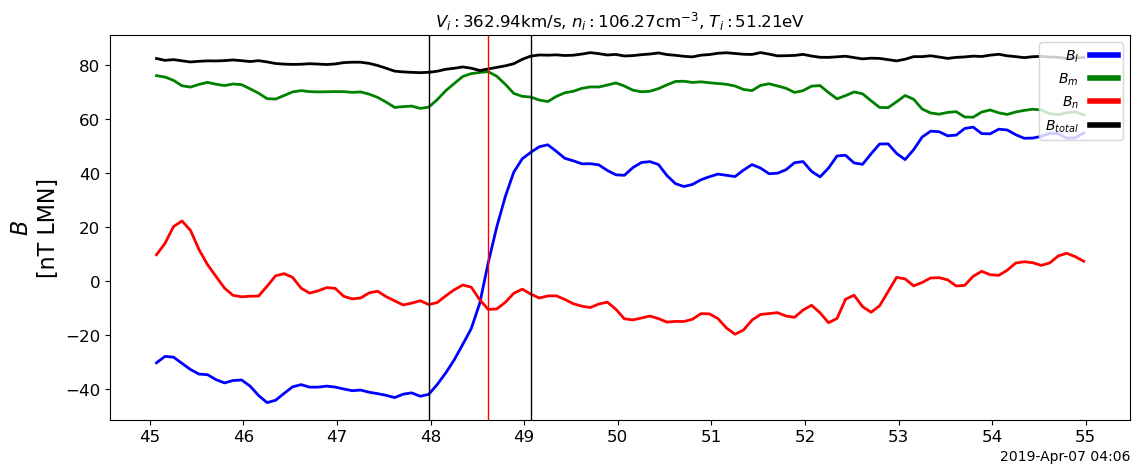 V_i : 362.94km/s, n_i : 106.27cm^{-3}, T_i : 51.21eV
B
[nT LMN]
80
60
40
20
0
−20
−40
B_l
B_m
B_n
B_{total}
45 46 47 48 49 50 51 52 53 54 55
2019-Apr-07 04:06